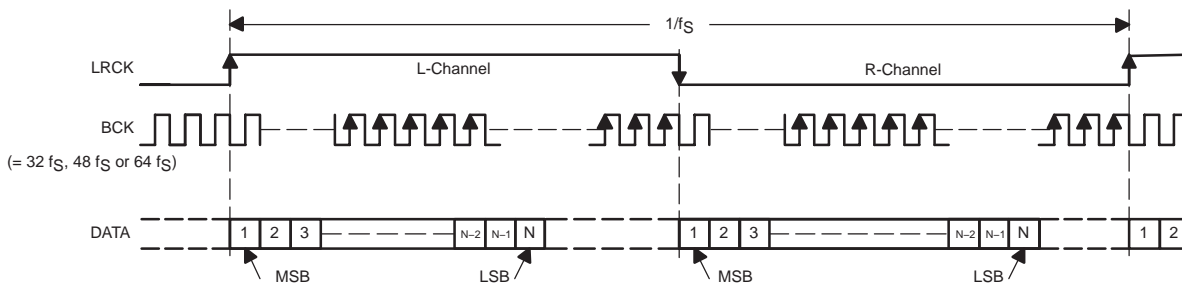 1/fS
LRCK
L-Channel
R-Channel
BCK
(= 32 fS, 48 fS or 64 fS)
DATA
1 2 3 N–2 N–1 N 1 2 3 N–2 N–1 N 1 2
MSB LSB MSB LSB